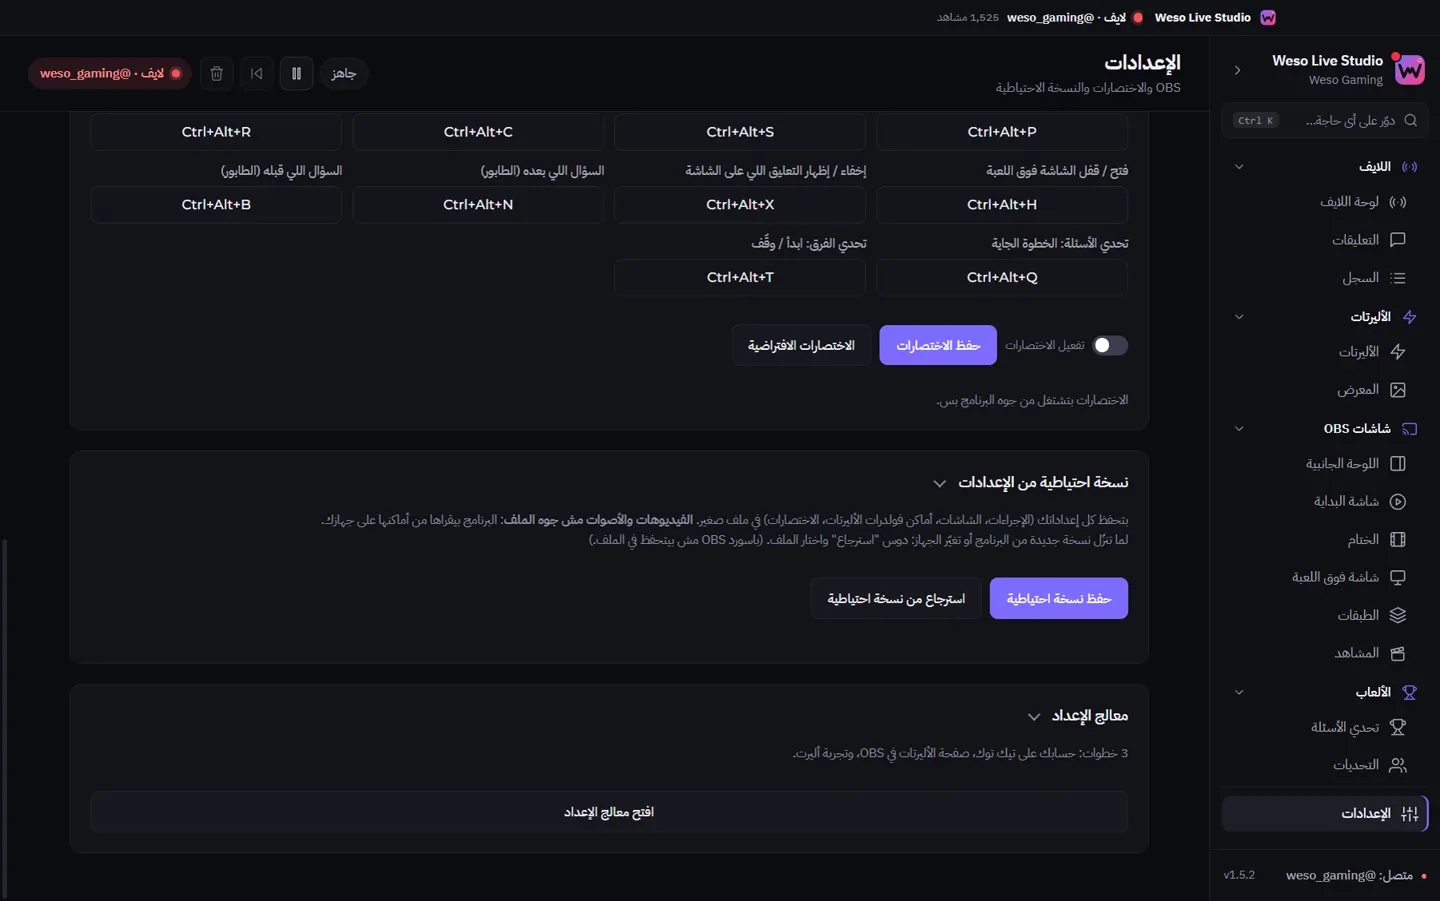 Weso Live Studio
لايف · @weso_gaming
1,525 مشاهد
Weso Live Studio
Weso Gaming
دوّر على أي حاجة...
Ctrl K
اللايف
لوحة اللايف
التعليقات
السجل
الأليرتات
الأليرتات
المعرض
شاشات OBS
اللوحة الجانبية
شاشة البداية
الختام
شاشة فوق اللعبة
الطبقات
المشاهد
الألعاب
تحدي الأسئلة
التحديات
الإعدادات
متصل: @weso_gaming
v1.5.2
الإعدادات
OBS والاختصارات والنسخة الاحتياطية
جاهز
لايف · @weso_gaming
Ctrl+Alt+P
Ctrl+Alt+S
Ctrl+Alt+C
Ctrl+Alt+R
فتح / قفل الشاشة فوق اللعبة
إخفاء / إظهار التعليق اللي على الشاشة
السؤال اللي بعده (الطابور)
السؤال اللي قبله (الطابور)
Ctrl+Alt+H
Ctrl+Alt+X
Ctrl+Alt+N
Ctrl+Alt+B
تحدي الأسئلة: الخطوة الجاية
تحدي الفرق: ابدأ / وقّف
Ctrl+Alt+Q
Ctrl+Alt+T
تفعيل الاختصارات
حفظ الاختصارات
الاختصارات الافتراضية
الاختصارات بتشتغل من جوه البرنامج بس.
نسخة احتياطية من الإعدادات
بتحفظ كل إعداداتك (الإجراءات، الشاشات، أماكن فولدرات الأليرتات، الاختصارات) في ملف صغير. الفيديوهات والأصوات مش جوه الملف: البرنامج بيقراها من أماكنها على جهازك.
لما تنزّل نسخة جديدة من البرنامج أو تغيّر الجهاز: دوس "استرجاع" واختار الملف. (باسورد OBS مش بيتحفظ في الملف.)
حفظ نسخة احتياطية
استرجاع من نسخة احتياطية
معالج الإعداد
3 خطوات: حسابك على تيك توك، صفحة الأليرتات في OBS، وتجربة أليرت.
افتح معالج الإعداد